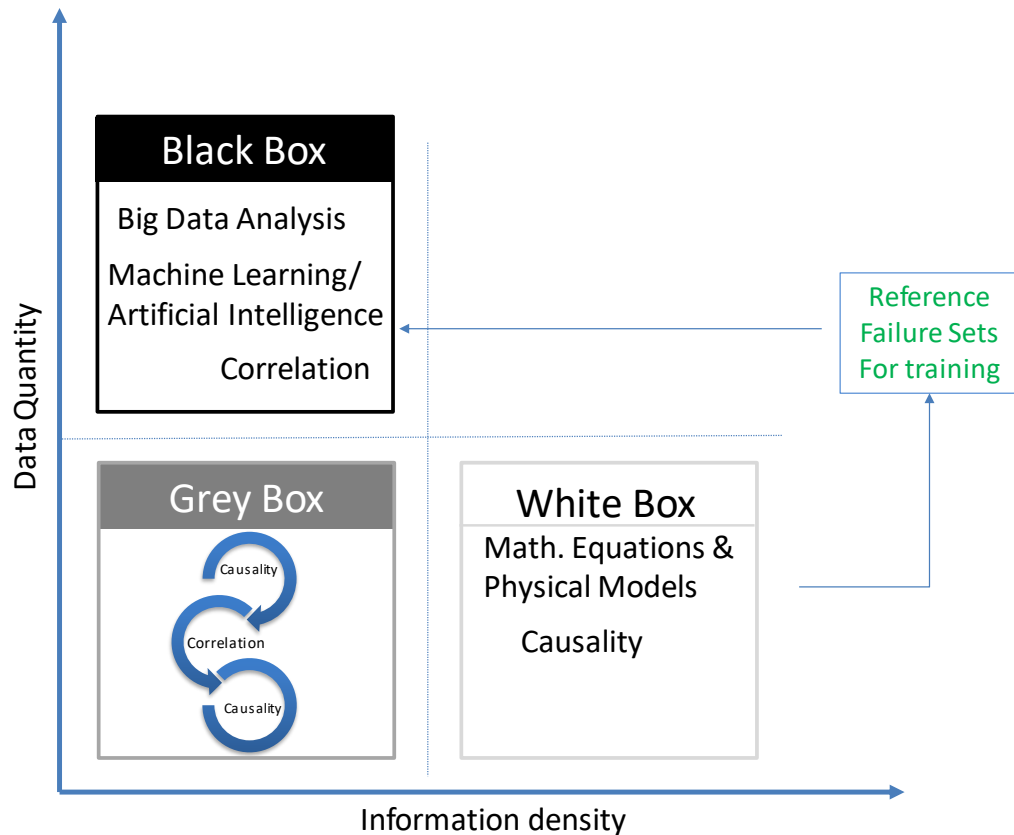 Black Box
Big Data Analysis
Machine Learning/
Artificial Intelligence
Correlation
Reference
Failure Sets
For training
Data Quantity
Grey Box
Causality
Correlation
Causality
White Box
Math. Equations &
Physical Models
Causality
Information density